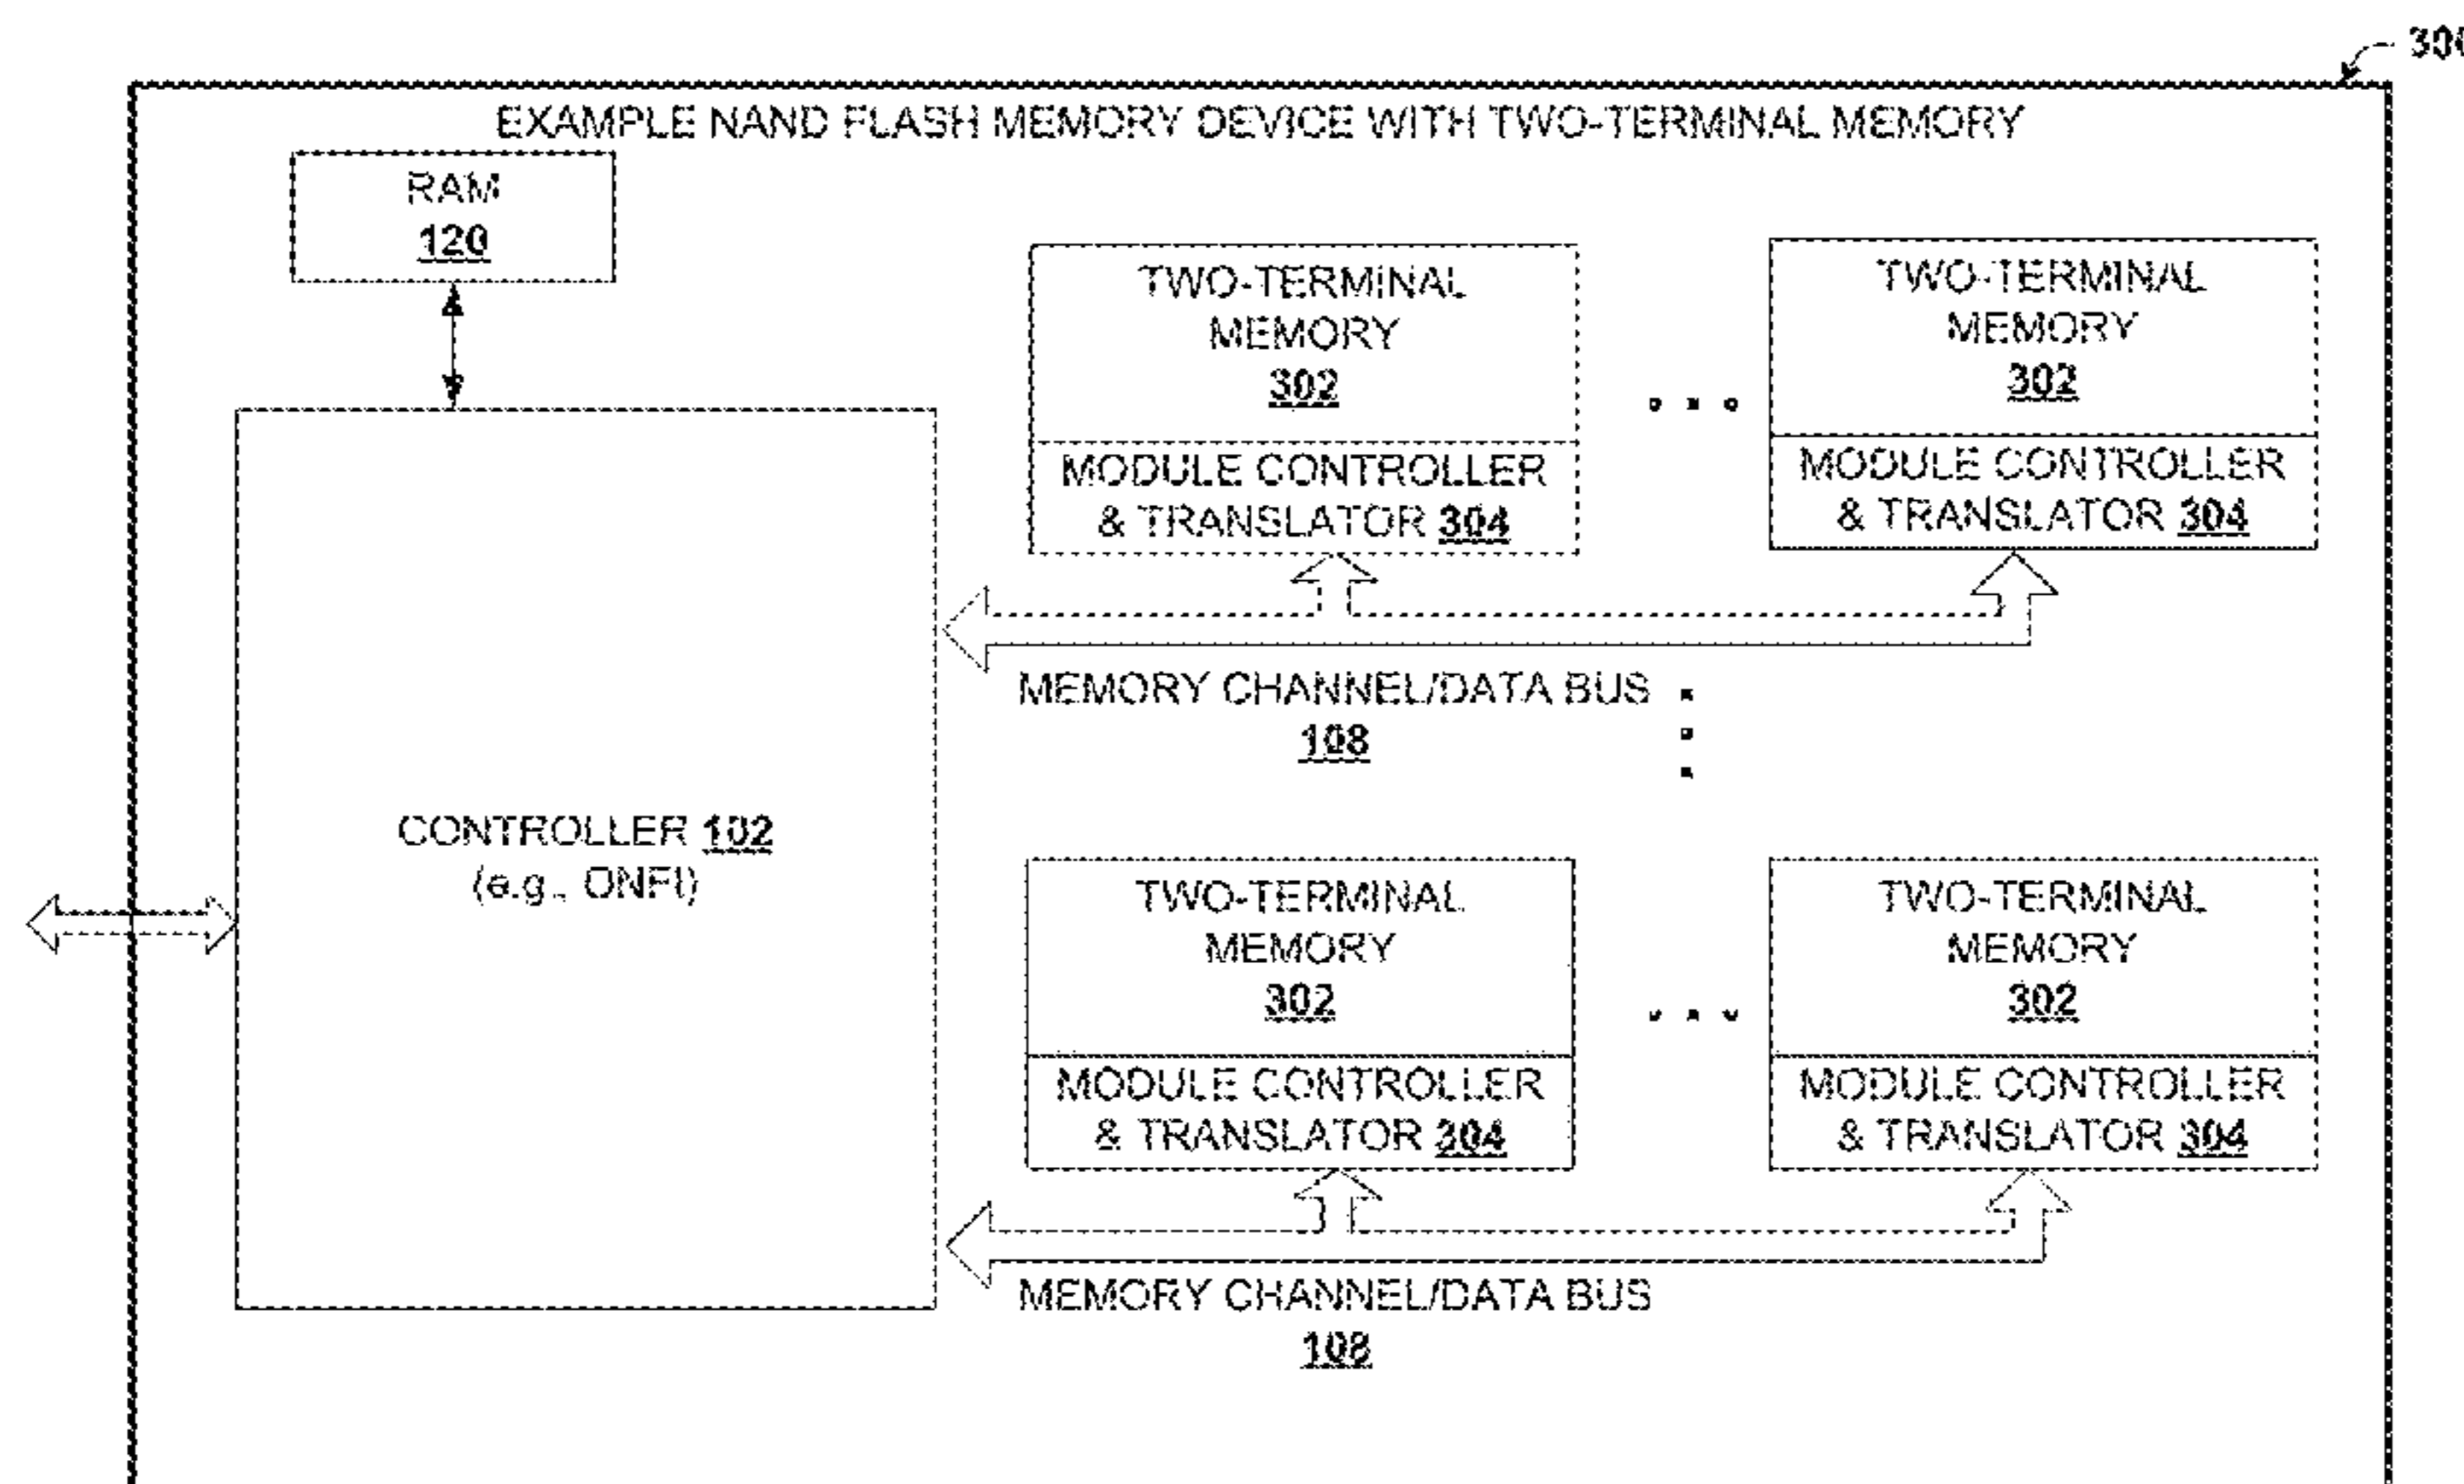 EXAMPLE NAND FLASH MEMORY DEVICE WITH TWO-TERMINAL MEMORY
RAM
120
TWO-TERMINAL
MEMORY
302
MODULE CONTROLLER
& TRANSLATOR 304
TWO-TERMINAL
MEMORY
302
MODULE CONTROLLER
& TRANSLATOR 304
MEMORY CHANNEL/DATA BUS
108
CONTROLLER 102
(e.g., ONFI)
TWO-TERMINAL
MEMORY
302
MODULE CONTROLLER
& TRANSLATOR 304
TWO-TERMINAL
MEMORY
302
MODULE CONTROLLER
& TRANSLATOR 304
MEMORY CHANNEL/DATA BUS
108